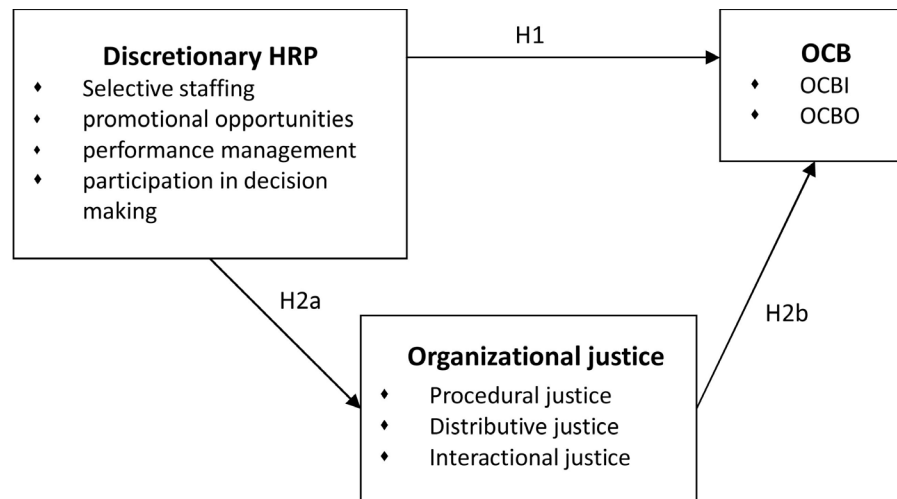 Discretionary HRP
♦ Selective staffing
♦ promotional opportunities
♦ performance management
♦ participation in decision
making
H1
OCB
♦ OCBI
♦ OCBO
H2a
H2b
Organizational justice
♦ Procedural justice
♦ Distributive justice
♦ Interactional justice